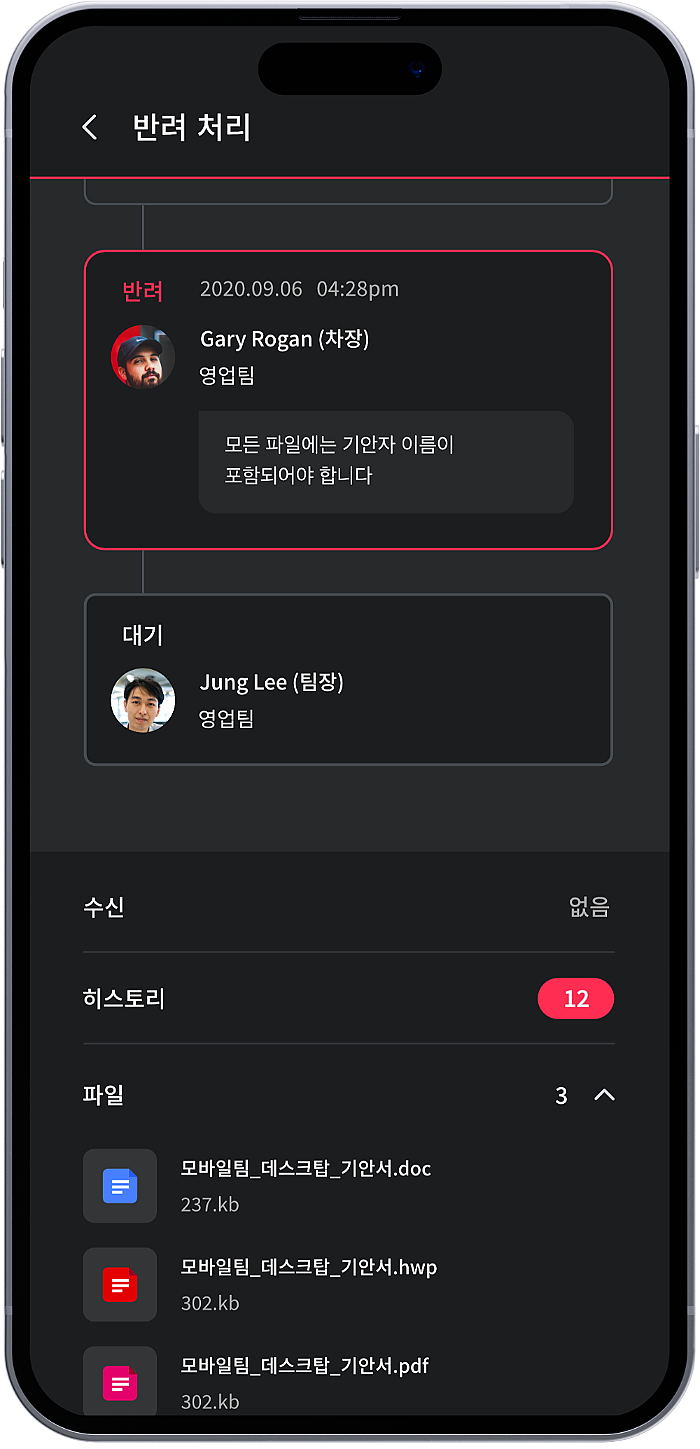 반려 처리
반려 2020.09.06 04:28pm
Gary Rogan (차장)
영업팀
모든 파일에는 기안자 이름이
포함되어야 합니다
대기
Jung Lee (팀장)
영업팀
수신 없음
히스토리 12
파일 3
모바일팀_데스크탑_기안서.doc
237.kb
모바일팀_데스크탑_기안서.hwp
302.kb
모바일팀_데스크탑_기안서.pdf
302.kb